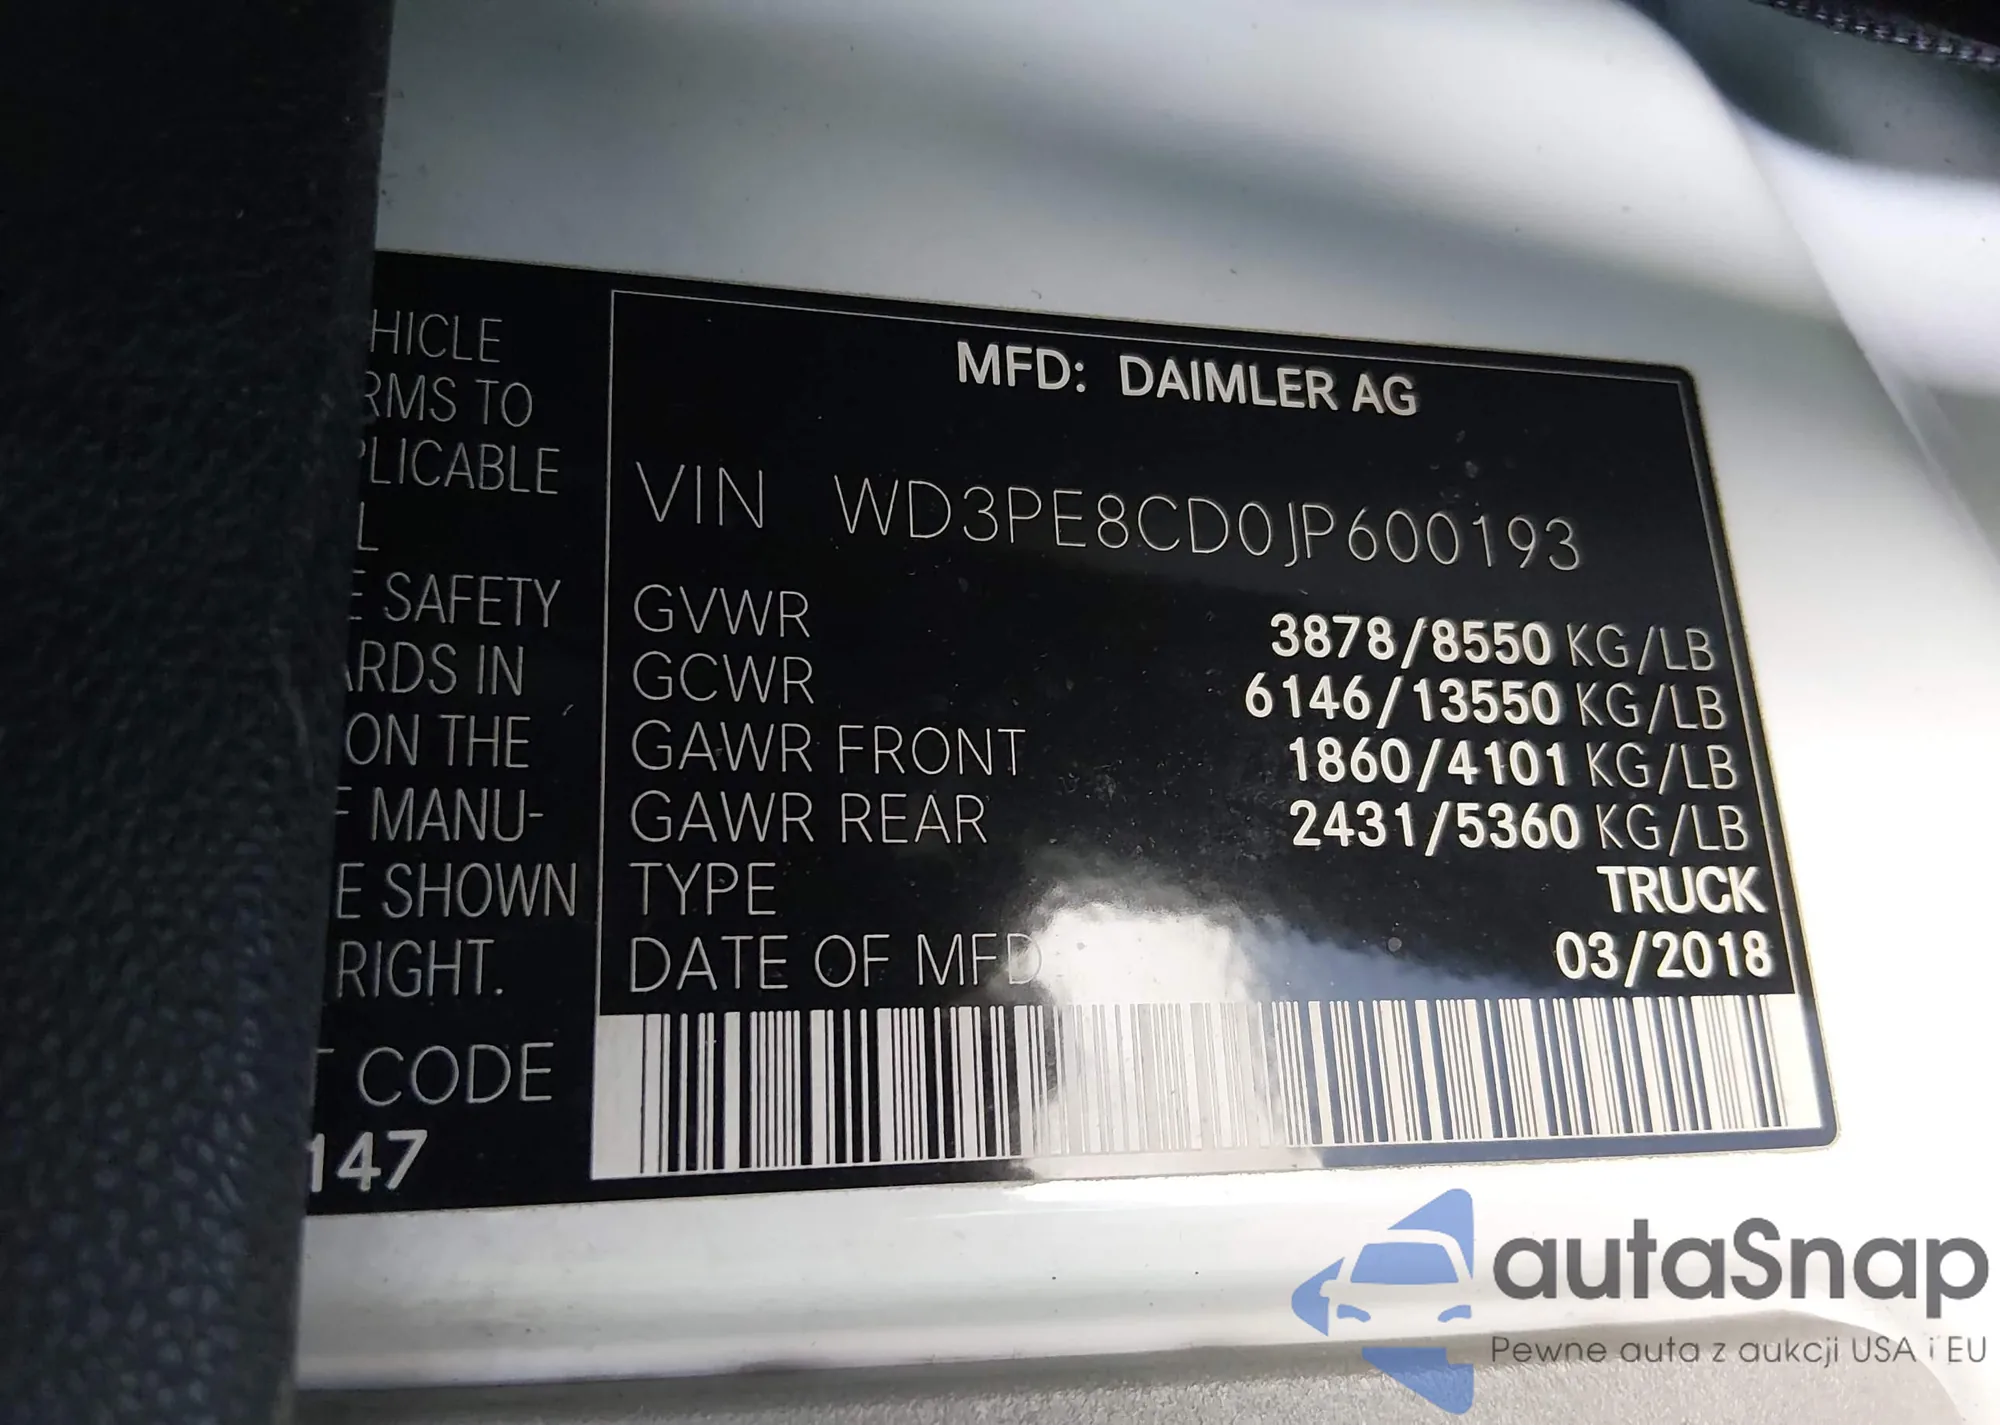 HICLE
RMS TO
PLICABLE
L
E SAFETY
ARDS IN
ON THE
F MANU-
E SHOWN
RIGHT.
T CODE
147
MFD: DAIMLER AG
VIN WD3PE8CD0JP600193
GVWR 3878/8550 KG/LB
GCWR 6146/13550 KG/LB
GAWR FRONT 1860/4101 KG/LB
GAWR REAR 2431/5360 KG/LB
TYPE TRUCK
DATE OF MFD 03/2018
autaSnap
Pewne auta z aukcji USA i EU